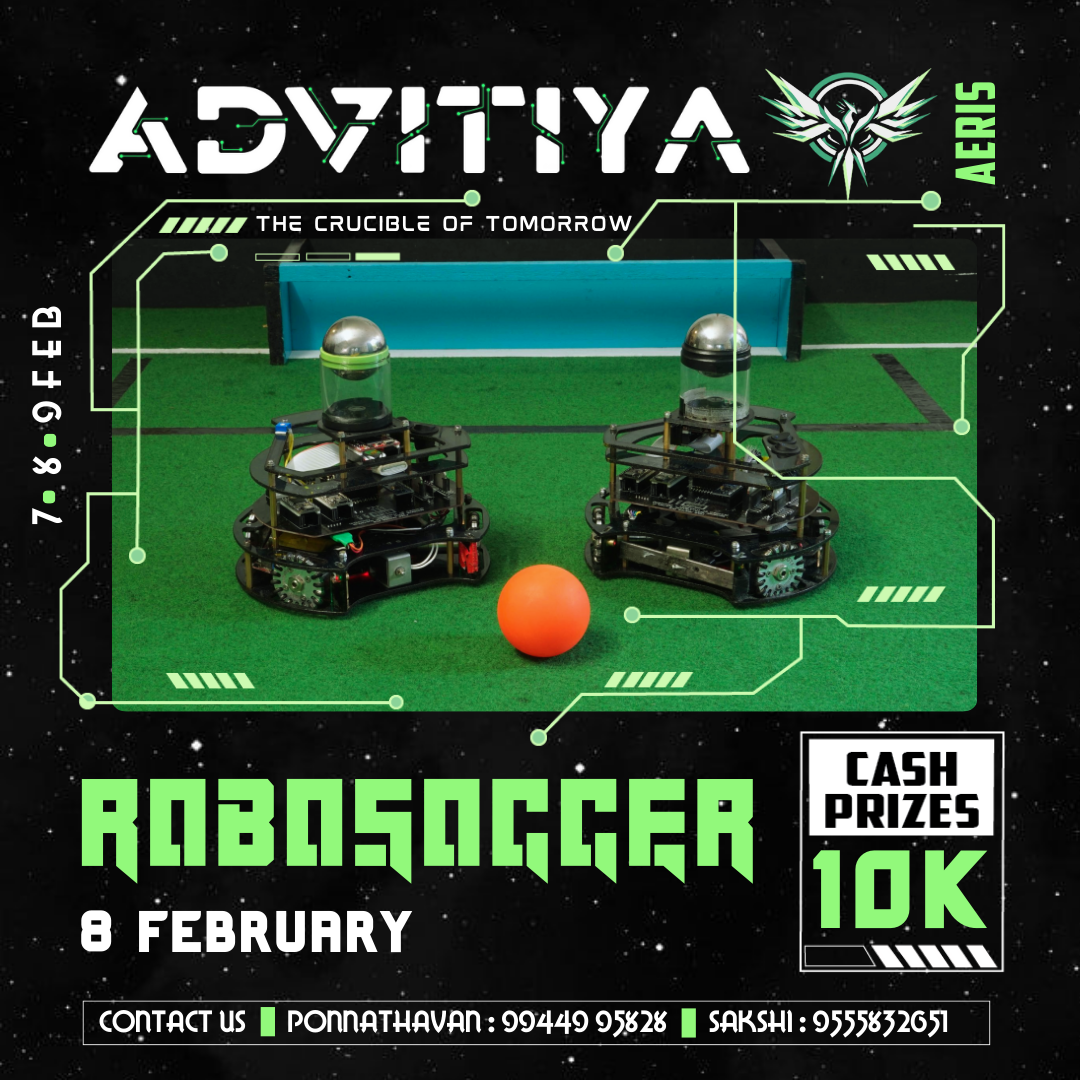 ADVITIYA
AERIS
THE CRUCIBLE OF TOMORROW
7•8•9 FEB
ROBOSOCCER
8 FEBRUARY
CASH
PRIZES
10K
CONTACT US PONNATHAVAN : 99449 95828 SAKSHI : 9555832651